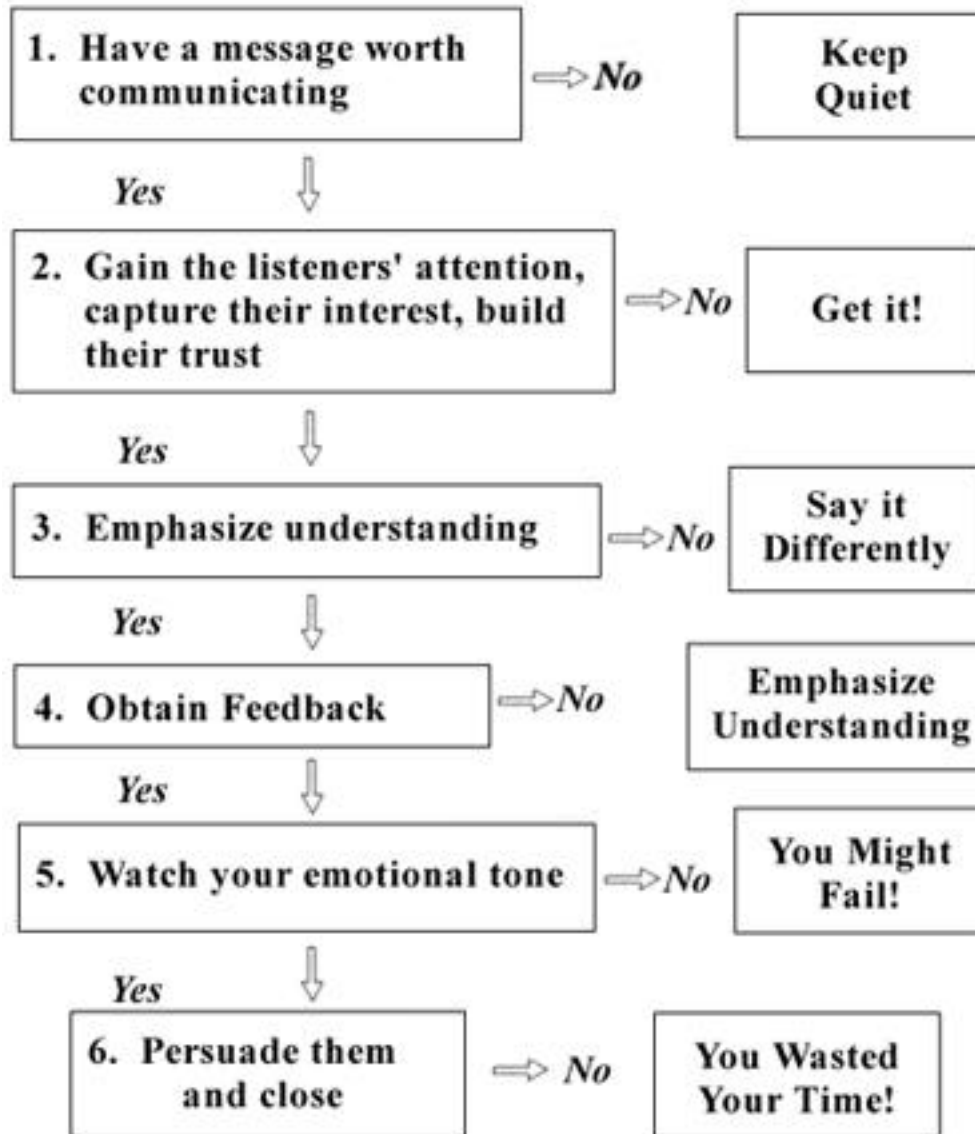 1. Have a message worth
communicating
No
Keep
Quiet
Yes
2. Gain the listeners' attention,
capture their interest, build
their trust
No
Get it!
Yes
3. Emphasize understanding
No
Say it
Differently
Yes
4. Obtain Feedback
No
Emphasize
Understanding
Yes
5. Watch your emotional tone
No
You Might
Fail!
Yes
6. Persuade them
and close
No
You Wasted
Your Time!